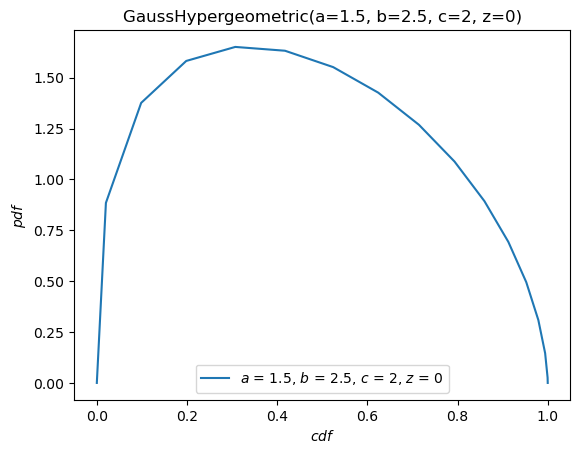 GaussHypergeometric(a=1.5, b=2.5, c=2, z=0)
1.50
1.25
1.00
0.75
0.50
0.25
0.00
pdf
a = 1.5, b = 2.5, c = 2, z = 0
0.0 0.2 0.4 0.6 0.8 1.0
cdf